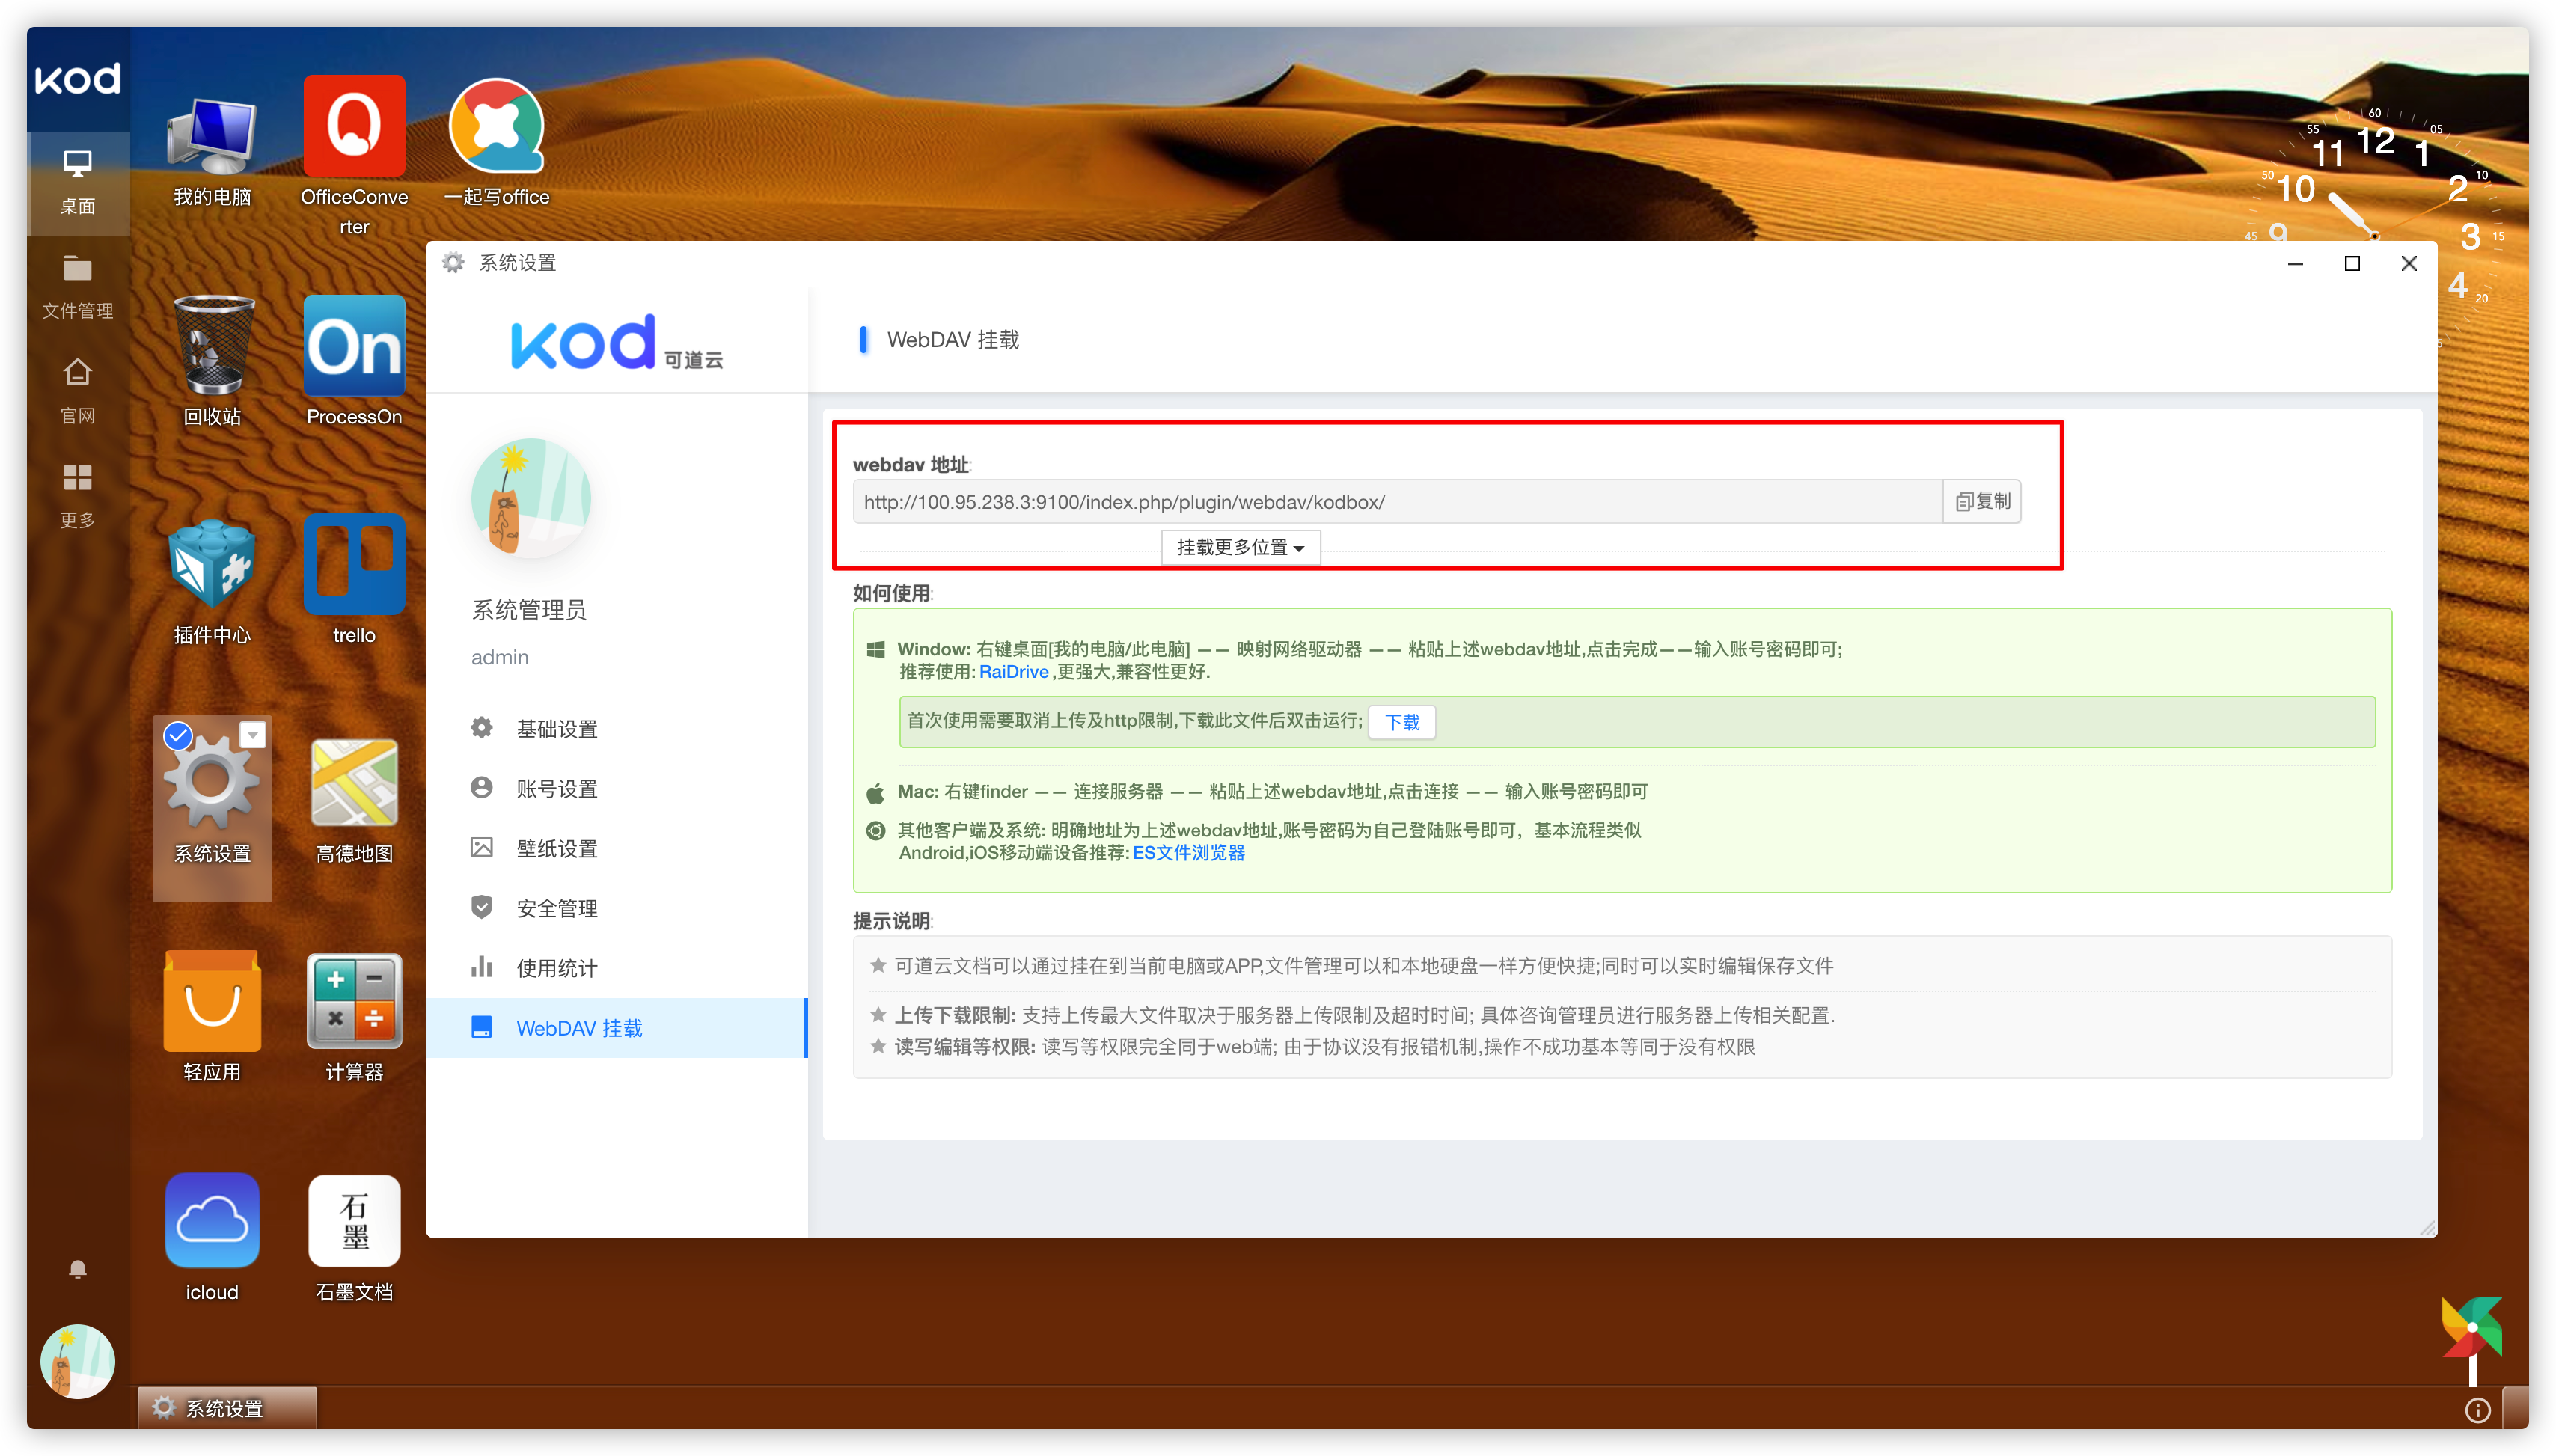 kod
桌面
文件管理
官网
更多
我的电脑
OfficeConve
rter
一起写office
回收站
On
ProcessOn
插件中心
trello
系统设置
高德地图
轻应用
计算器
icloud
石
墨
石墨文档
60
55
05
11
12
1
50
10
2
10
45
9
3
15
4
20
系统设置
kod 可道云
WebDAV 挂载
系统管理员
admin
基础设置
账号设置
壁纸设置
安全管理
使用统计
WebDAV 挂载
webdav 地址:
http://100.95.238.3:9100/index.php/plugin/webdav/kodbox/
复制
挂载更多位置
如何使用:
Window: 右键桌面[我的电脑/此电脑] —— 映射网络驱动器 —— 粘贴上述webdav地址,点击完成——输入账号密码即可;
推荐使用: RaiDrive ,更强大,兼容性更好.
首次使用需要取消上传及http限制,下载此文件后双击运行; 下载
Mac: 右键finder —— 连接服务器 —— 粘贴上述webdav地址,点击连接 —— 输入账号密码即可
其他客户端及系统: 明确地址为上述webdav地址,账号密码为自己登陆账号即可，基本流程类似
Android,iOS移动端设备推荐: ES文件浏览器
提示说明:
可道云文档可以通过挂在到当前电脑或APP,文件管理可以和本地硬盘一样方便快捷;同时可以实时编辑保存文件
上传下载限制: 支持上传最大文件取决于服务器上传限制及超时时间; 具体咨询管理员进行服务器上传相关配置.
读写编辑等权限: 读写等权限完全同于web端; 由于协议没有报错机制,操作不成功基本等同于没有权限
系统设置